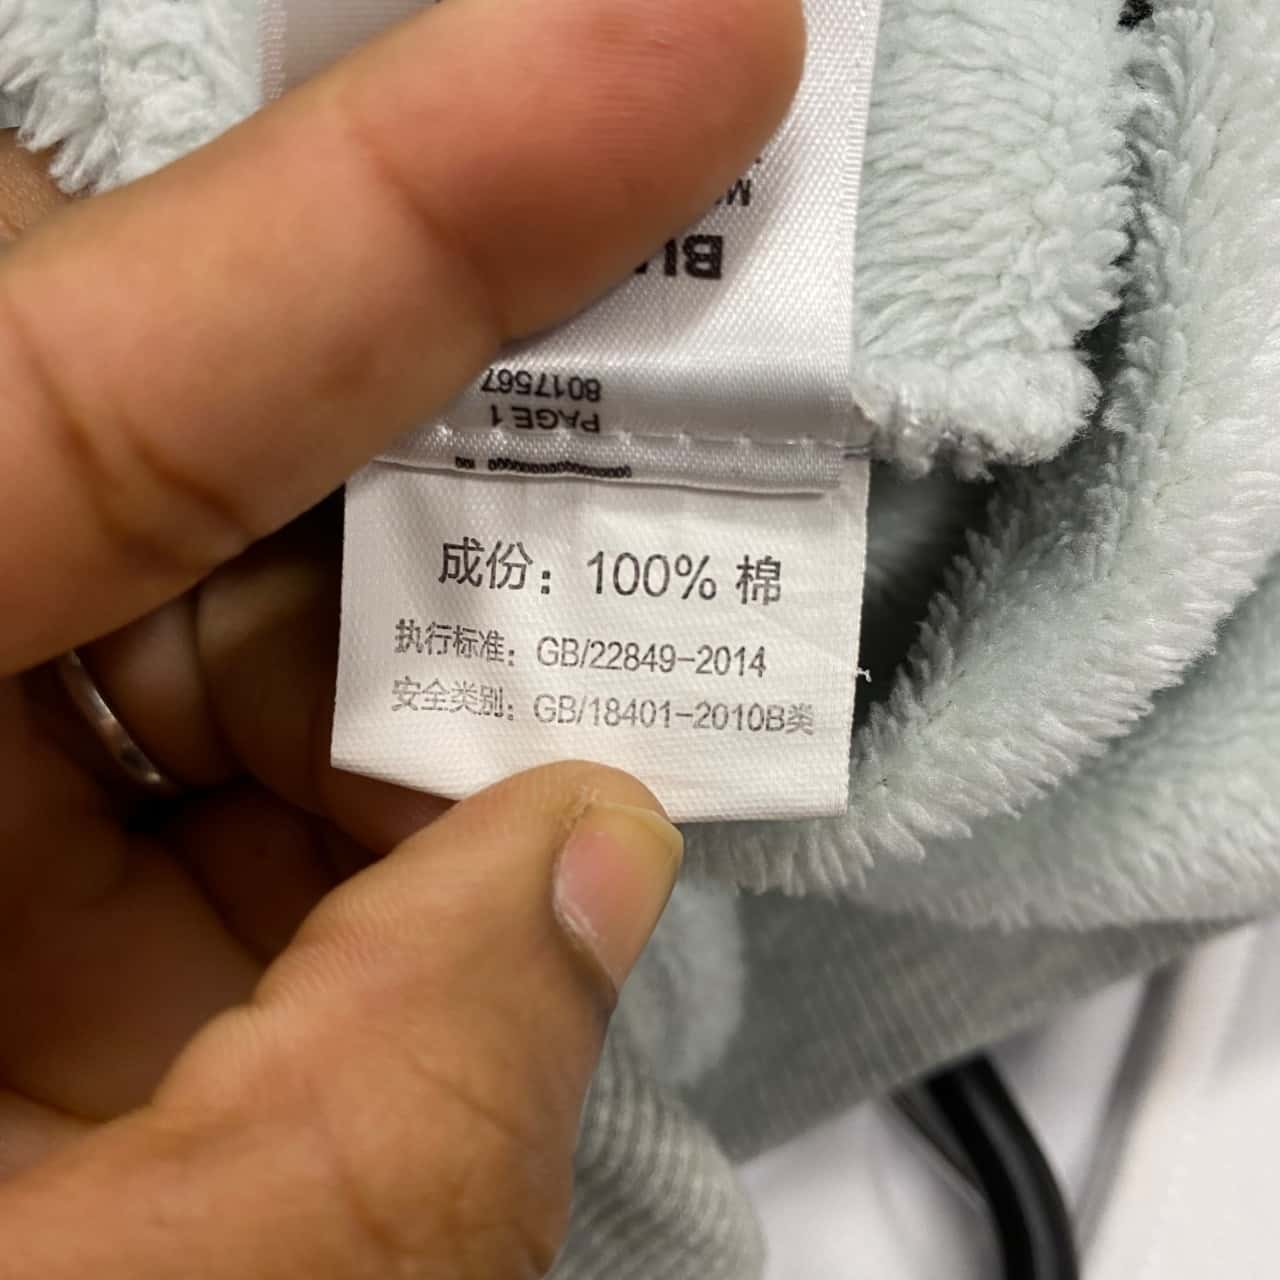 8017567
PAGE 1
成份：100% 棉
执行标准：GB/22849-2014
安全类别：GB/18401-2010B类